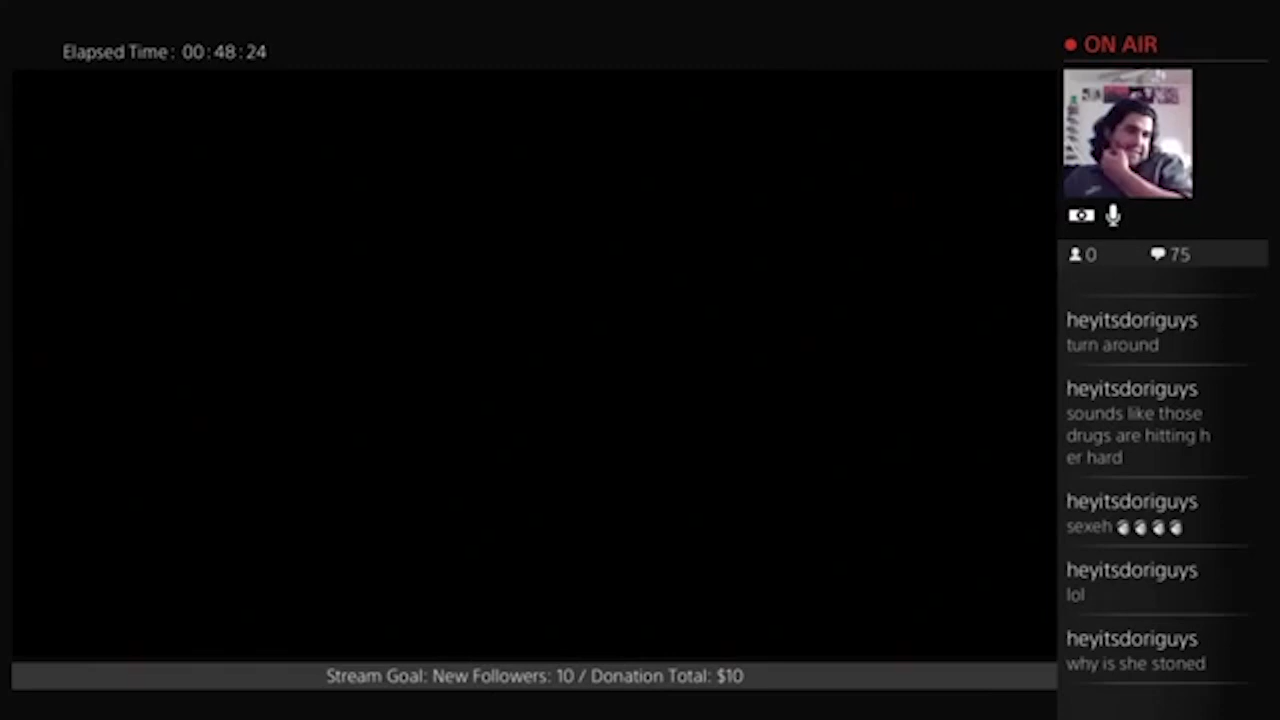 Elapsed Time: 00:48:24
ON AIR
0 75
heyitsdoriguys
turn around
heyitsdoriguys
sounds like those
drugs are hitting h
er hard
heyitsdoriguys
sexeh
heyitsdoriguys
lol
heyitsdoriguys
why is she stoned
Stream Goal: New Followers: 10 / Donation Total: $10